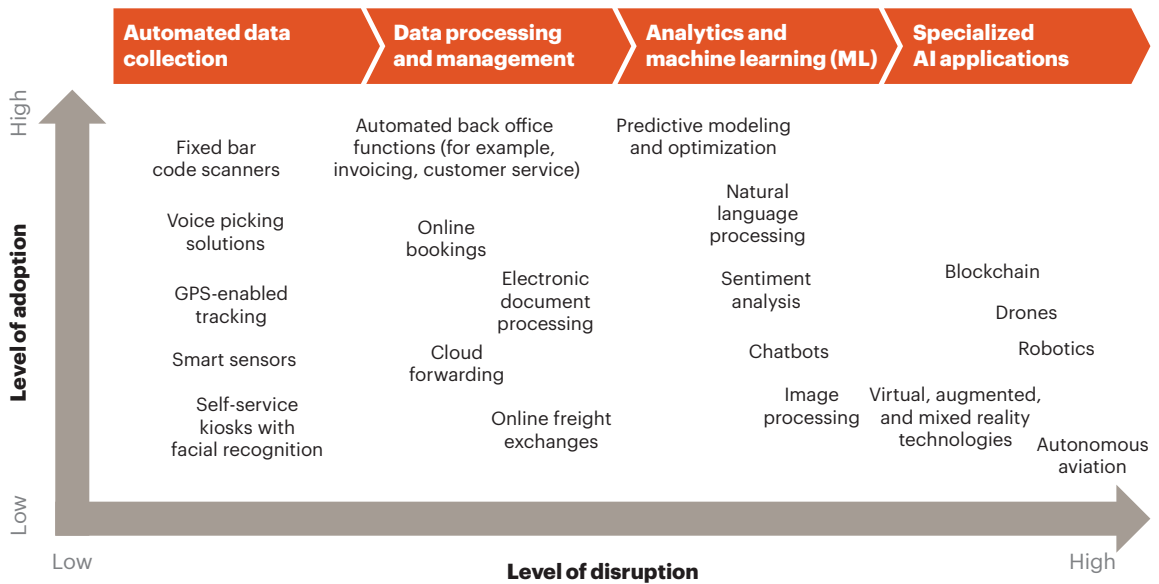 Automated data
collection
Data processing
and management
Analytics and
machine learning (ML)
Specialized
AI applications
High
Level of adoption
Low
Fixed bar
code scanners
Voice picking
solutions
GPS-enabled
tracking
Smart sensors
Self-service
kiosks with
facial recognition
Automated back office
functions (for example,
invoicing, customer service)
Online
bookings
Electronic
document
processing
Cloud
forwarding
Online freight
exchanges
Predictive modeling
and optimization
Natural
language
processing
Sentiment
analysis
Chatbots
Image
processing
Blockchain
Drones
Robotics
Virtual, augmented,
and mixed reality
technologies
Autonomous
aviation
Low
Level of disruption
High